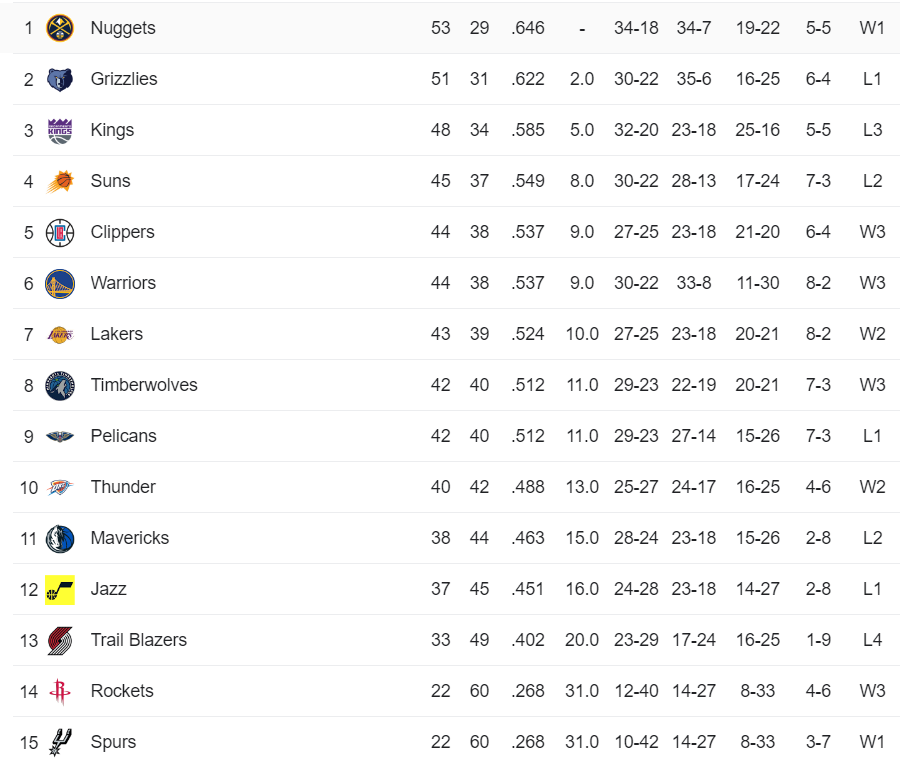 1 Nuggets 53 29 .646 - 34-18 34-7 19-22 5-5 W1
2 Grizzlies 51 31 .622 2.0 30-22 35-6 16-25 6-4 L1
3 KINGS Kings 48 34 .585 5.0 32-20 23-18 25-16 5-5 L3
4 Suns 45 37 .549 8.0 30-22 28-13 17-24 7-3 L2
5 Clippers 44 38 .537 9.0 27-25 23-18 21-20 6-4 W3
6 Warriors 44 38 .537 9.0 30-22 33-8 11-30 8-2 W3
7 LAKERS Lakers 43 39 .524 10.0 27-25 23-18 20-21 8-2 W2
8 Timberwolves 42 40 .512 11.0 29-23 22-19 20-21 7-3 W3
9 Pelicans 42 40 .512 11.0 29-23 27-14 15-26 7-3 L1
10 Thunder 40 42 .488 13.0 25-27 24-17 16-25 4-6 W2
11 Mavericks 38 44 .463 15.0 28-24 23-18 15-26 2-8 L2
12 Jazz 37 45 .451 16.0 24-28 23-18 14-27 2-8 L1
13 Trail Blazers 33 49 .402 20.0 23-29 17-24 16-25 1-9 L4
14 R Rockets 22 60 .268 31.0 12-40 14-27 8-33 4-6 W3
15 Spurs 22 60 .268 31.0 10-42 14-27 8-33 3-7 W1